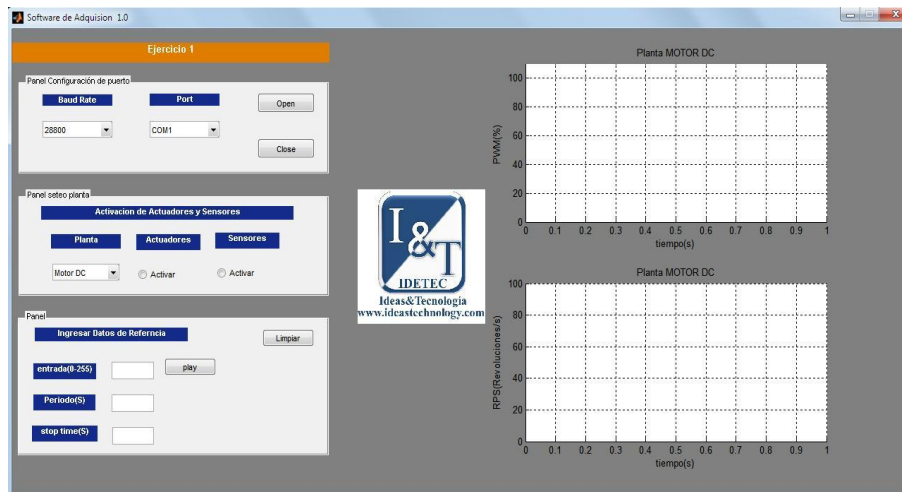 Software de Adquision 1.0
Ejercicio 1
Panel Configuración de puerto
Baud Rate
Port
Open
28800
COM1
Close
Panel seteo planta
Activacion de Actuadores y Sensores
Planta
Actuadores
Sensores
Motor DC
Activar
Activar
Panel
Ingresar Datos de Referncia
Limpiar
entrada(0-255)
play
Periodo(S)
stop time(S)
I&T
IDETEC
Ideas&Tecnología
www.ideastechnology.com
Planta MOTOR DC
PWM(%)
100
80
60
40
20
0
0 0.1 0.2 0.3 0.4 0.5 0.6 0.7 0.8 0.9 1
tiempo(s)
Planta MOTOR DC
RPS(Revoluciones/s)
100
80
60
40
20
0
0 0.1 0.2 0.3 0.4 0.5 0.6 0.7 0.8 0.9 1
tiempo(s)